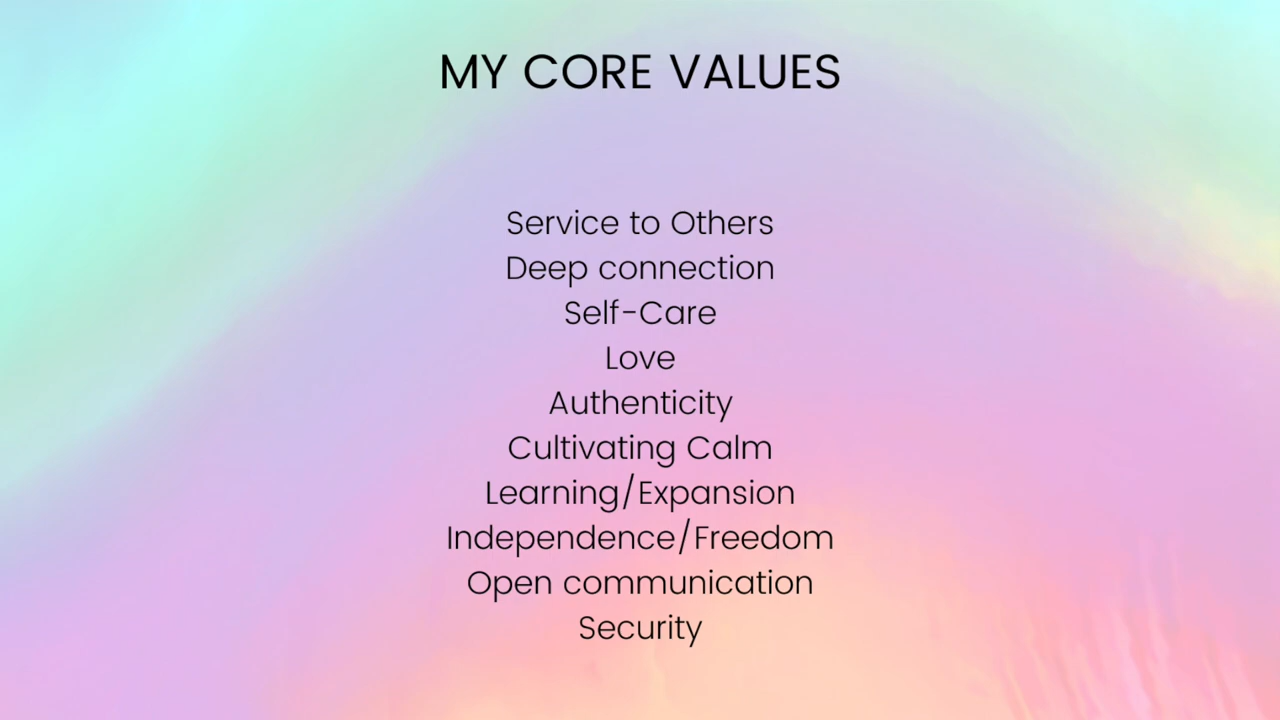 MY CORE VALUES
Service to Others
Deep connection
Self-Care
Love
Authenticity
Cultivating Calm
Learning/Expansion
Independence/Freedom
Open communication
Security